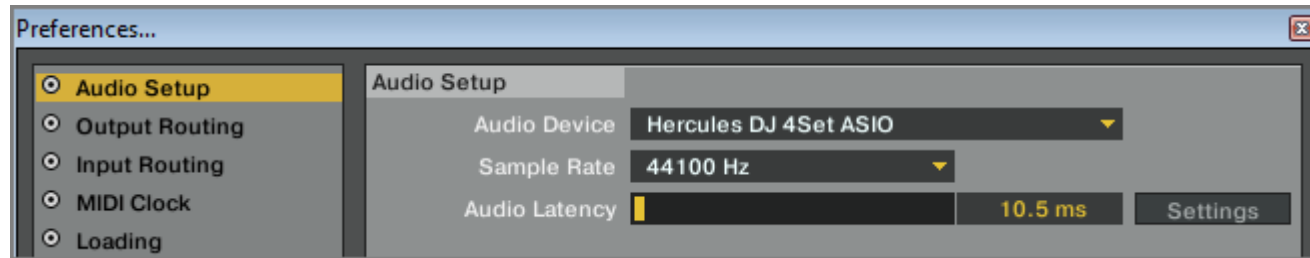 Preferences...
Audio Setup
Output Routing
Input Routing
MIDI Clock
Loading
Audio Setup
Audio Device Hercules DJ 4Set ASIO
Sample Rate 44100 Hz
Audio Latency 10.5 ms Settings